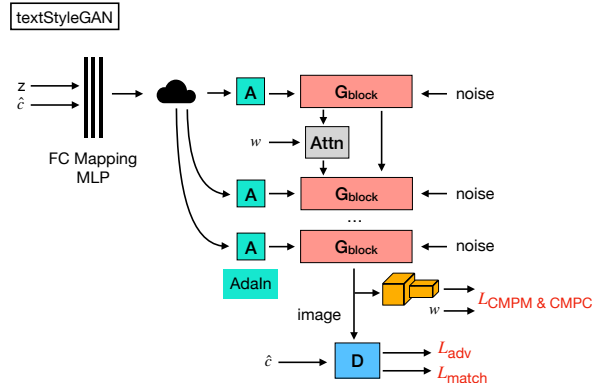 textStyleGAN
z
ĉ
FC Mapping
MLP
A
G_block
noise
w
Attn
A
G_block
noise
...
A
G_block
noise
AdaIn
image
w
L_CMPM & CMPC
ĉ
D
L_adv
L_match